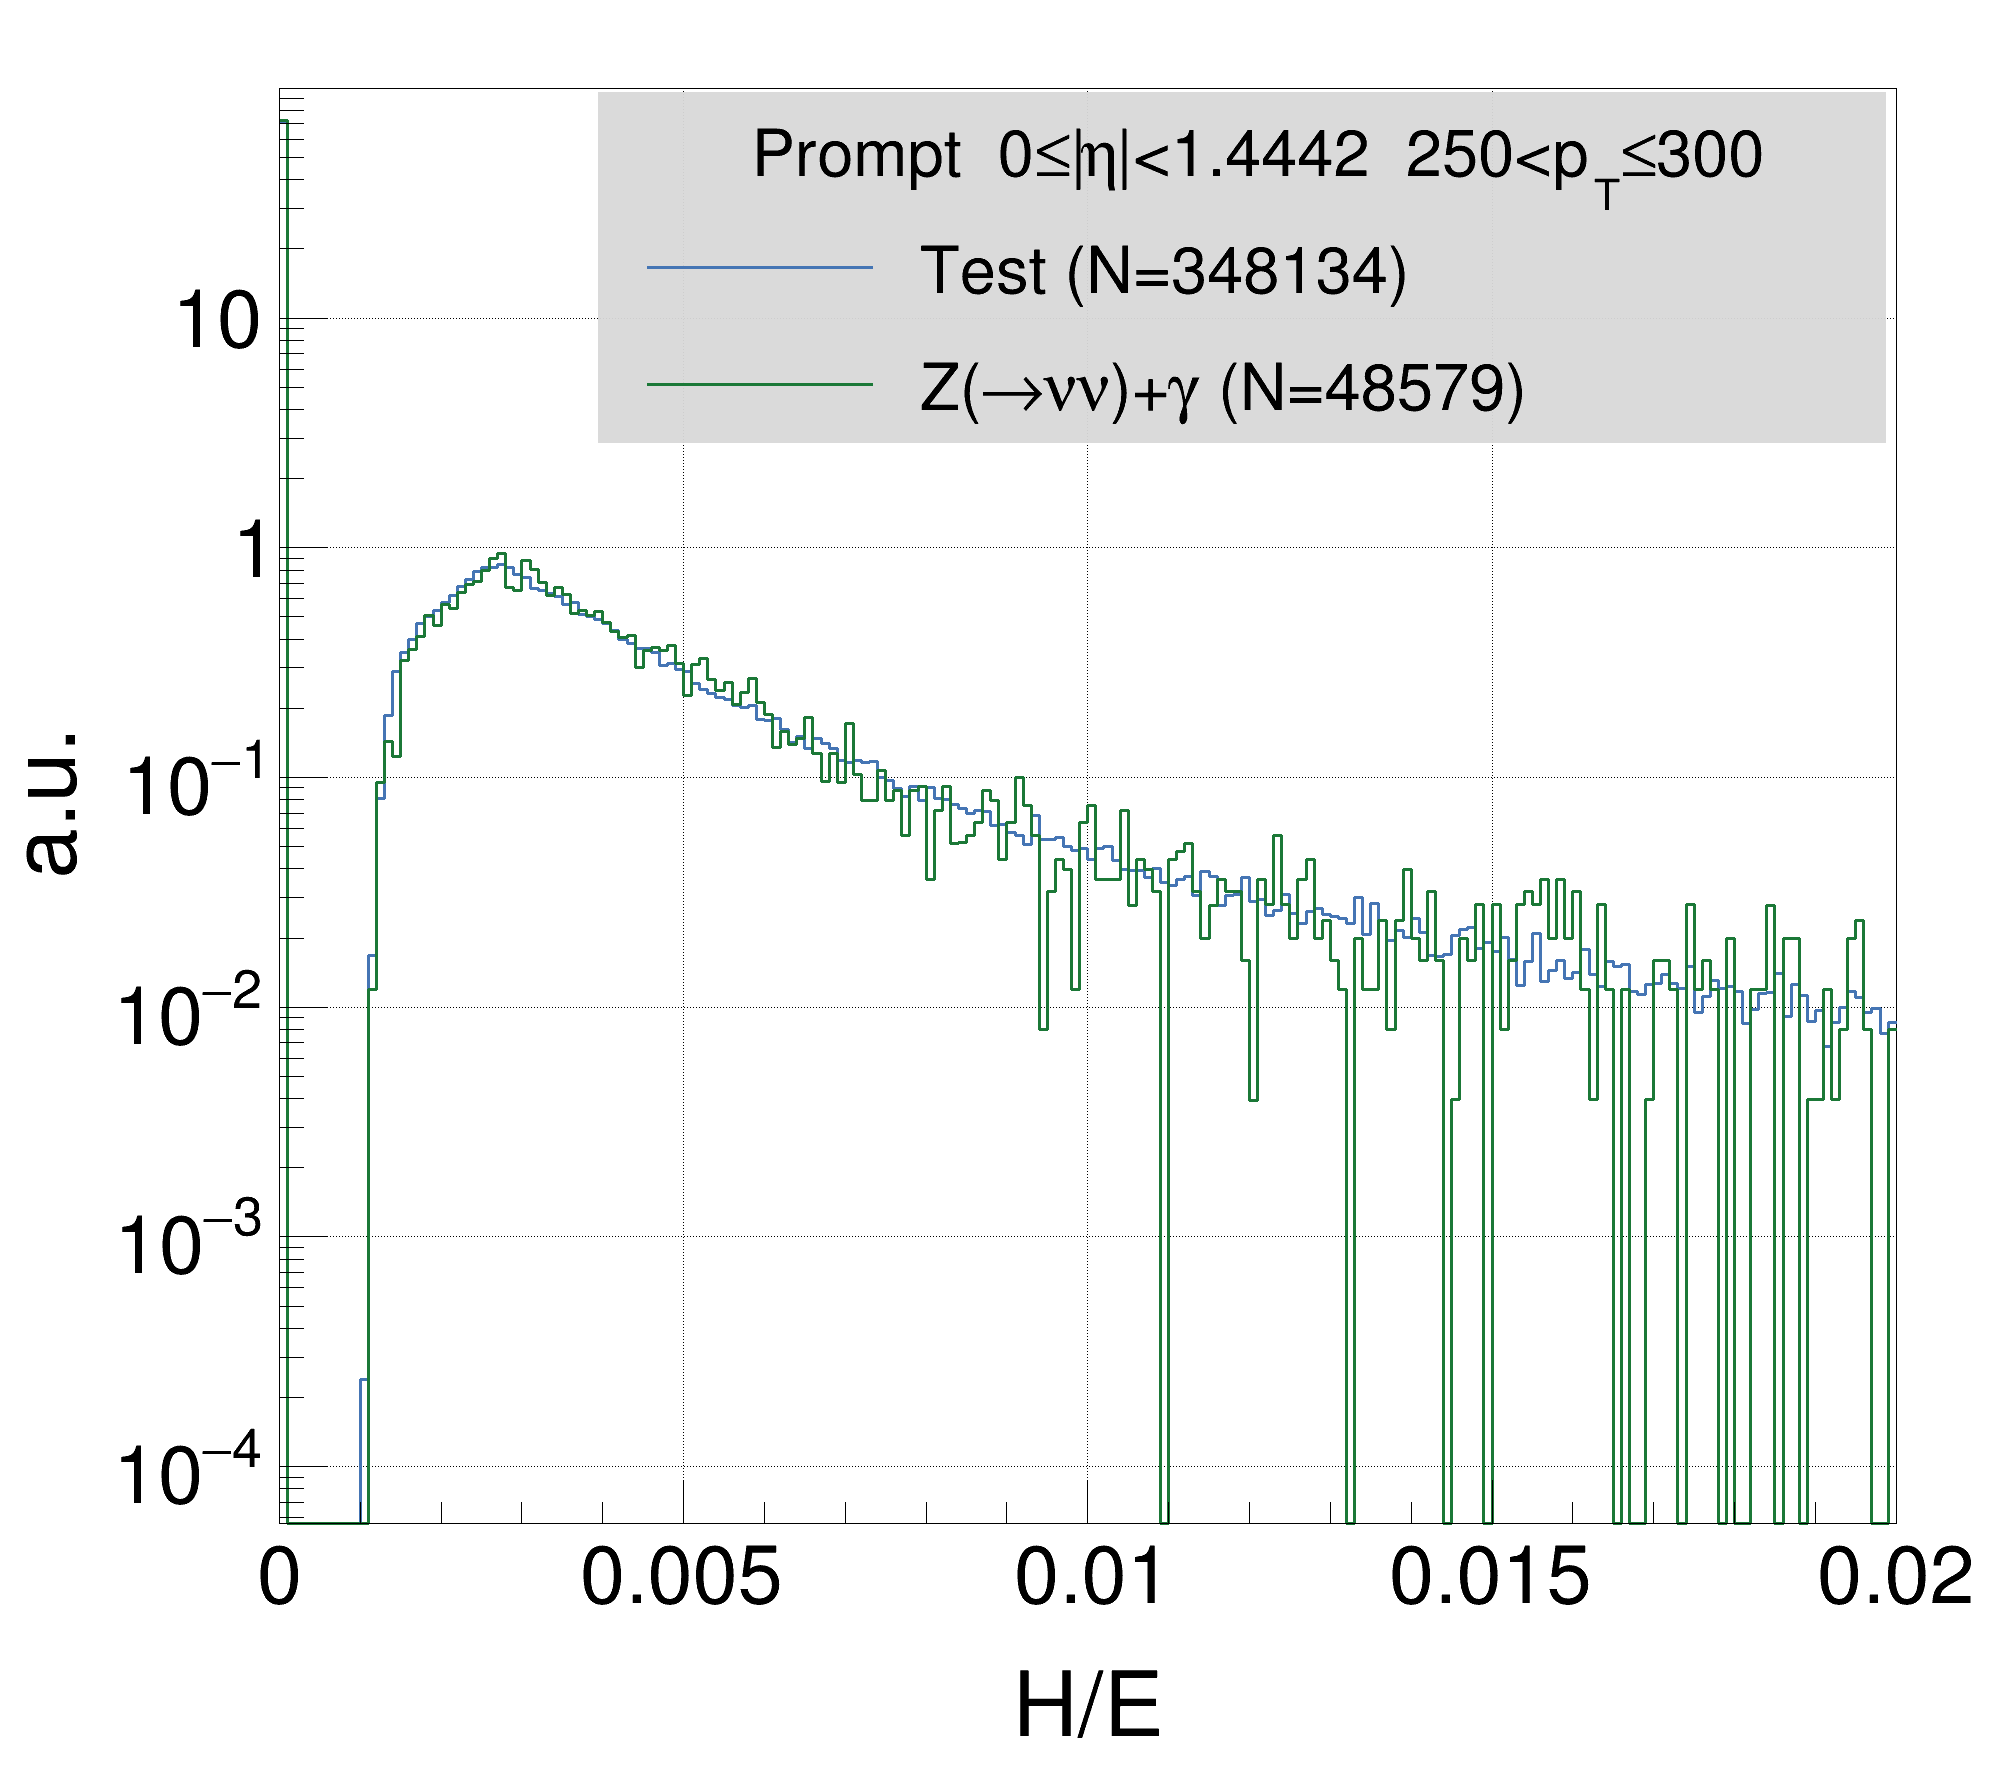 Prompt 0≤|η|<1.4442 250<p_T≤300
Test (N=348134)
Z(→νν)+γ (N=48579)
10
1
10⁻¹
10⁻²
10⁻³
10⁻⁴
a.u.
0 0.005 0.01 0.015 0.02
H/E